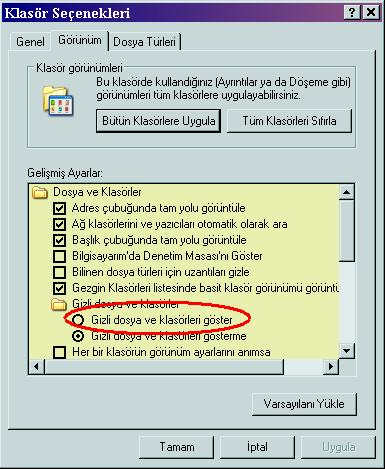 Klasör Seçenekleri
Genel
Görünüm
Dosya Türleri
Klasör görünümleri
Bu klasörde kullandığınız (Ayrıntılar ya da Döşeme gibi)
görünümleri tüm klasörlere uygulayabilirsiniz.
Bütün Klasörlere Uygula
Tüm Klasörleri Sıfırla
Gelişmiş Ayarlar:
Dosya ve Klasörler
Adres çubuğunda tam yolu görüntüle
Ağ klasörlerini ve yazıcıları otomatik olarak ara
Başlık çubuğunda tam yolu görüntüle
Bilgisayarım'da Denetim Masası'nı Göster
Bilinen dosya türleri için uzantıları gizle
Gezgin Klasörleri listesinde basit klasör görünümü görüntü
Gizli dosya ve klasörler
Gizli dosya ve klasörleri göster
Gizli dosya ve klasörleri gösterme
Her bir klasörün görünüm ayarlarını anımsa
Varsayılanı Yükle
Tamam
İptal
Uygula